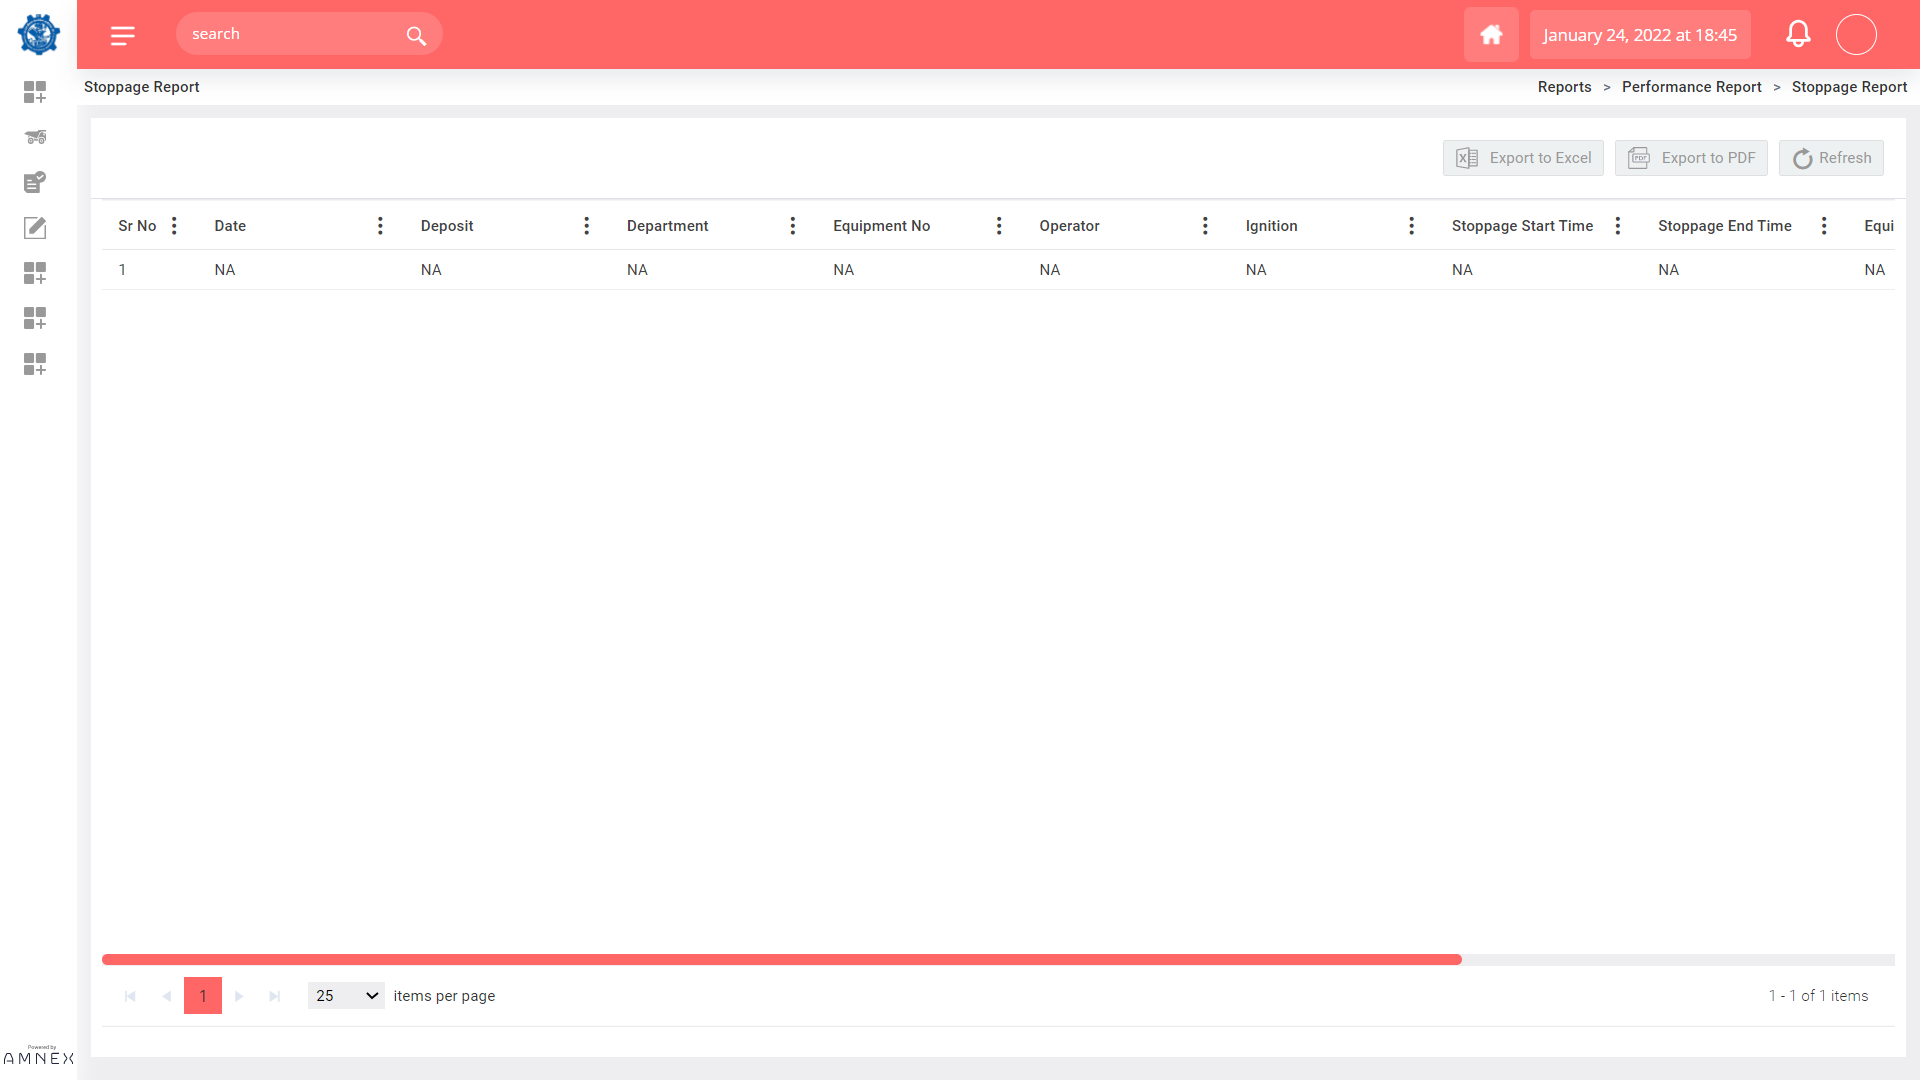 search
January 24, 2022 at 18:45
Stoppage Report
Reports > Performance Report > Stoppage Report
Export to Excel
PDF
Export to PDF
Refresh
Sr No Date Deposit Department Equipment No Operator Ignition Stoppage Start Time Stoppage End Time Equi
1 NA NA NA NA NA NA NA NA NA
1
25 items per page
1 - 1 of 1 items
Powered by
AMNEX